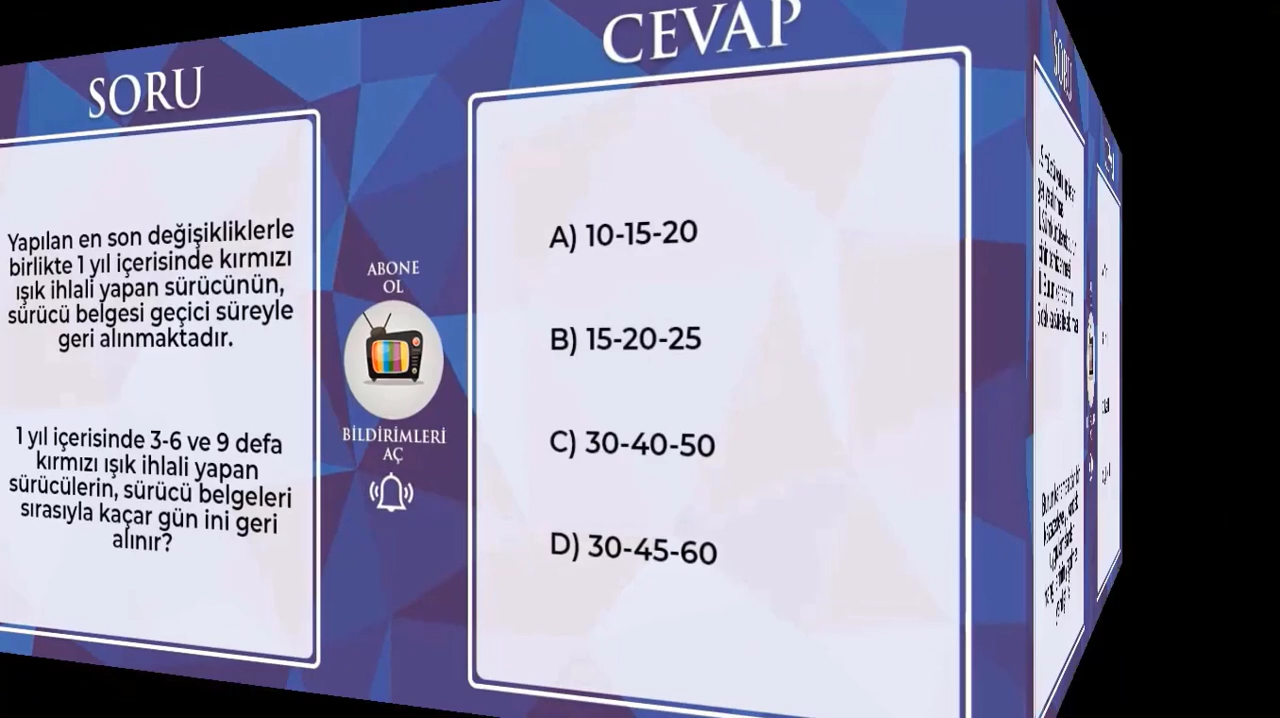 SORU
Yapılan en son değişikliklerle
birlikte 1 yıl içerisinde kırmızı
ışık ihlali yapan sürücünün,
sürücü belgesi geçici süreyle
geri alınmaktadır.
1 yıl içerisinde 3-6 ve 9 defa
kırmızı ışık ihlali yapan
sürücülerin, sürücü belgeleri
sırasıyla kaçar gün ini geri
alınır?
ABONE
OL
BİLDİRİMLERİ
AÇ
CEVAP
A) 10-15-20
B) 15-20-25
C) 30-40-50
D) 30-45-60
SORU